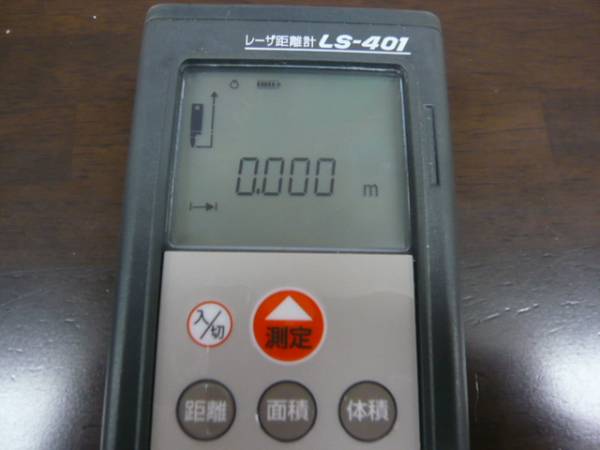 レーザ距離計 LS-401
0.000 m
入/切
測定
距離 面積 体積